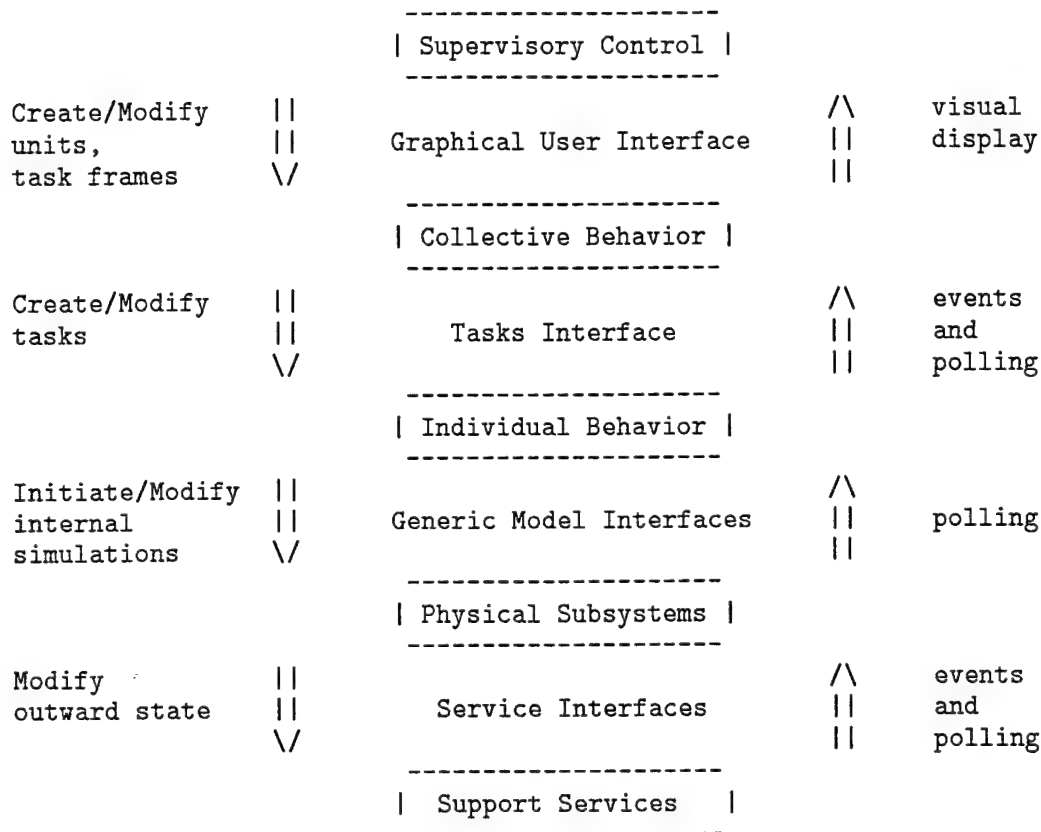 ---------------------
| Supervisory Control |
---------------------
Create/Modify || /\ visual
units, || Graphical User Interface || display
task frames \/ ||
---------------------
| Collective Behavior |
---------------------
Create/Modify || /\ events
tasks || Tasks Interface || and
\/ || polling
---------------------
| Individual Behavior |
---------------------
Initiate/Modify || /\
internal || Generic Model Interfaces || polling
simulations \/ ||
---------------------
| Physical Subsystems |
---------------------
Modify || /\ events
outward state || Service Interfaces || and
\/ || polling
---------------------
| Support Services |